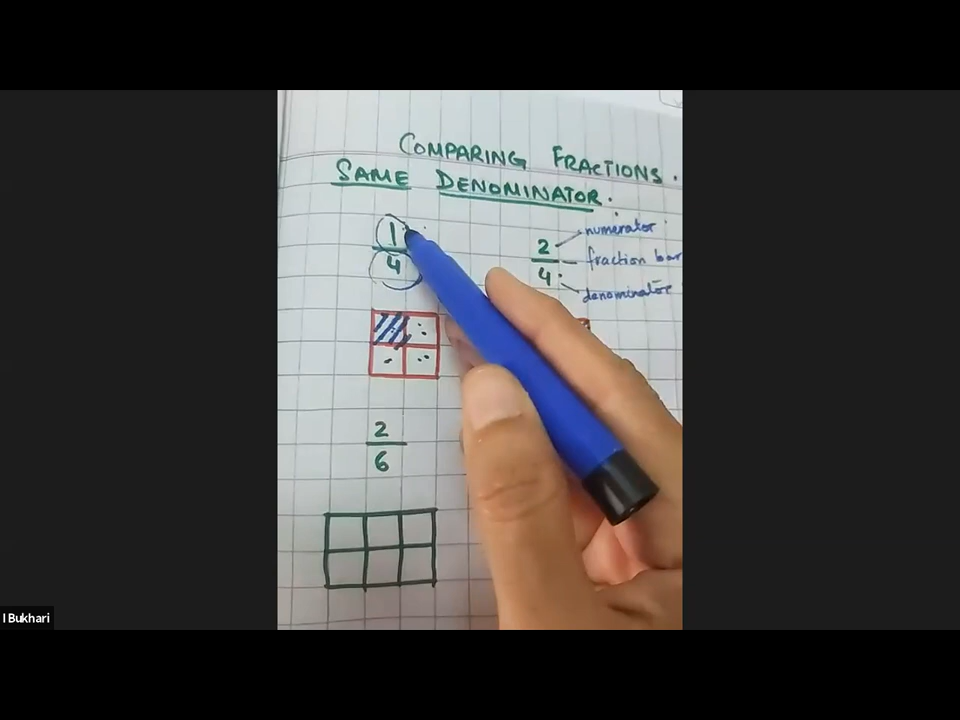 COMPARING FRACTIONS.
SAME DENOMINATOR.
1
4
2
4
numerator
fraction bar
denominator
2
6
I Bukhari